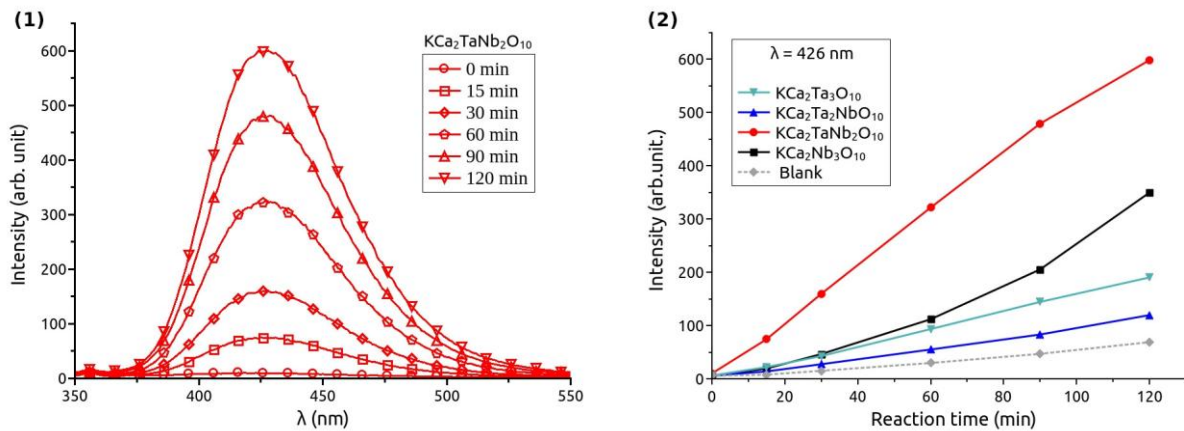 (1)
Intensity (arb. unit)
600
500
400
300
200
100
0
350
400
450
500
550
λ (nm)
KCa₂TaNb₂O₁₀
0 min
15 min
30 min
60 min
90 min
120 min
(2)
Intensity (arb.unit.)
600
500
400
300
200
100
0
0
20
40
60
80
100
120
Reaction time (min)
λ = 426 nm
KCa₂Ta₃O₁₀
KCa₂Ta₂NbO₁₀
KCa₂TaNb₂O₁₀
KCa₂Nb₃O₁₀
Blank